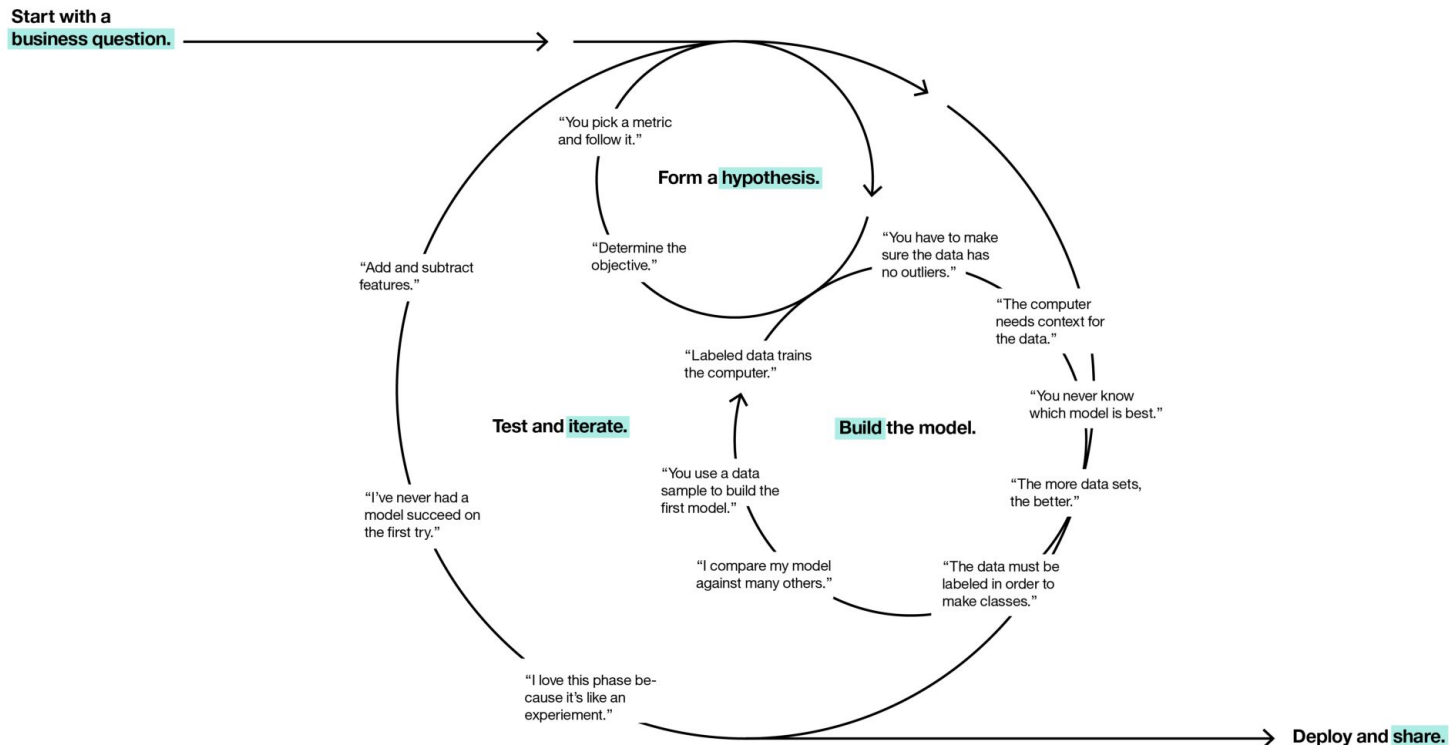 Start with a
business question.
“You pick a metric
and follow it.”
Form a hypothesis.
“Determine the
objective.”
“You have to make
sure the data has
no outliers.”
“Add and subtract
features.”
“The computer
needs context for
the data.”
“Labeled data trains
the computer.”
“You never know
which model is best.”
Test and iterate.
Build the model.
“You use a data
sample to build the
first model.”
“The more data sets,
the better.”
“I’ve never had a
model succeed on
the first try.”
“I compare my model
against many others.”
“The data must be
labeled in order to
make classes.”
“I love this phase be-
cause it’s like an
experiement.”
Deploy and share.